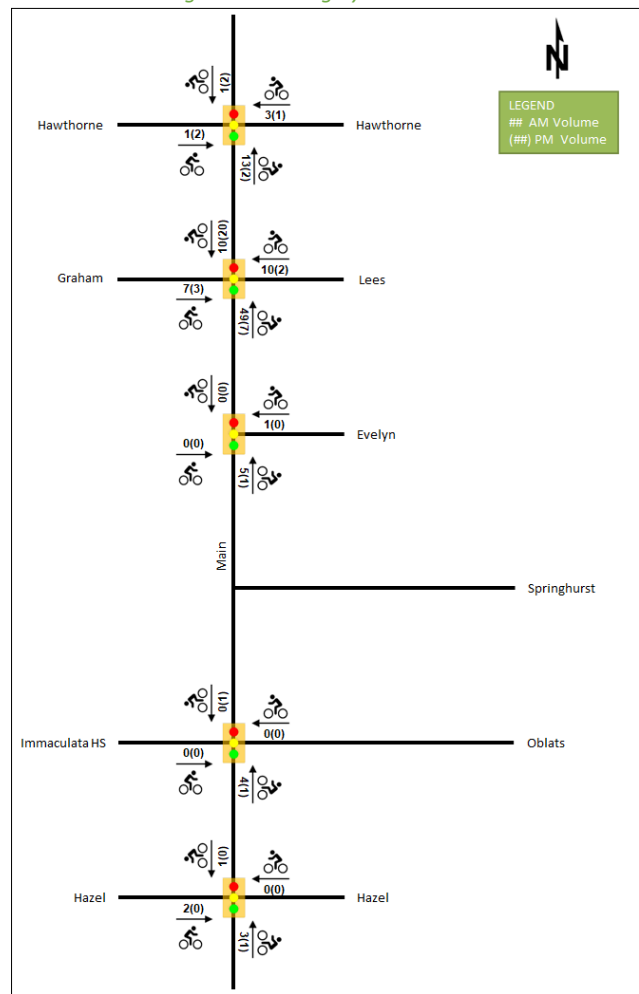 N
LEGEND
## AM Volume
(##) PM Volume
1(2)
3(1)
Hawthorne
Hawthorne
1(2)
13(2)
10(20)
10(2)
Graham
Lees
7(3)
49(7)
0(0)
1(0)
Evelyn
0(0)
5(1)
Main
Springhurst
0(1)
0(0)
Immaculata HS
Oblats
0(0)
4(1)
1(0)
0(0)
Hazel
Hazel
2(0)
3(1)